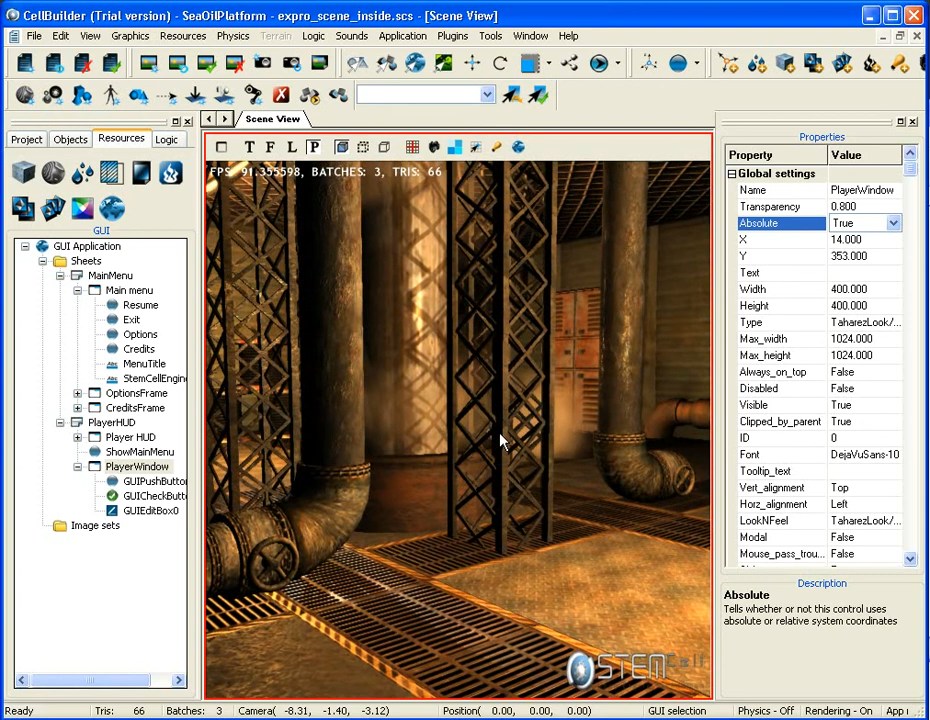 CellBuilder (Trial version) - SeaOilPlatform - expro_scene_inside.scs - [Scene View]
File Edit View Graphics Resources Physics Terrain Logic Sounds Application Plugins Tools Window Help
Scene View
Project Objects Resources Logic
T F L P
FPS 91.355598, BATCHES: 3, TRIS: 66
GUI
GUI Application
Sheets
MainMenu
Main menu
Resume
Exit
Options
Credits
MenuTitle
StemCellEngin
OptionsFrame
CreditsFrame
PlayerHUD
Player HUD
ShowMainMenu
PlayerWindow
GUIPushButto
GUICheckButt
GUIEditBox0
Image sets
STEMCell
Properties
Property Value
Global settings
Name PlayerWindow
Transparency 0.800
Absolute True
X 14.000
Y 353.000
Text
Width 400.000
Height 400.000
Type TaharezLook/...
Max_width 1024.000
Max_height 1024.000
Always_on_top False
Disabled False
Visible True
Clipped_by_parent True
ID 0
Font DejaVuSans-10
Tooltip_text
Vert_alignment Top
Horz_alignment Left
LookNFeel TaharezLook/...
Modal False
Mouse_pass_trou... False
Description
Absolute
Tells whether or not this control uses
absolute or relative system coordinates
Ready Tris: 66 Batches: 3 Camera( -8.31, -1.40, -3.12) Position( 0.00, 0.00, 0.00) GUI selection Physics - Off Rendering - On App